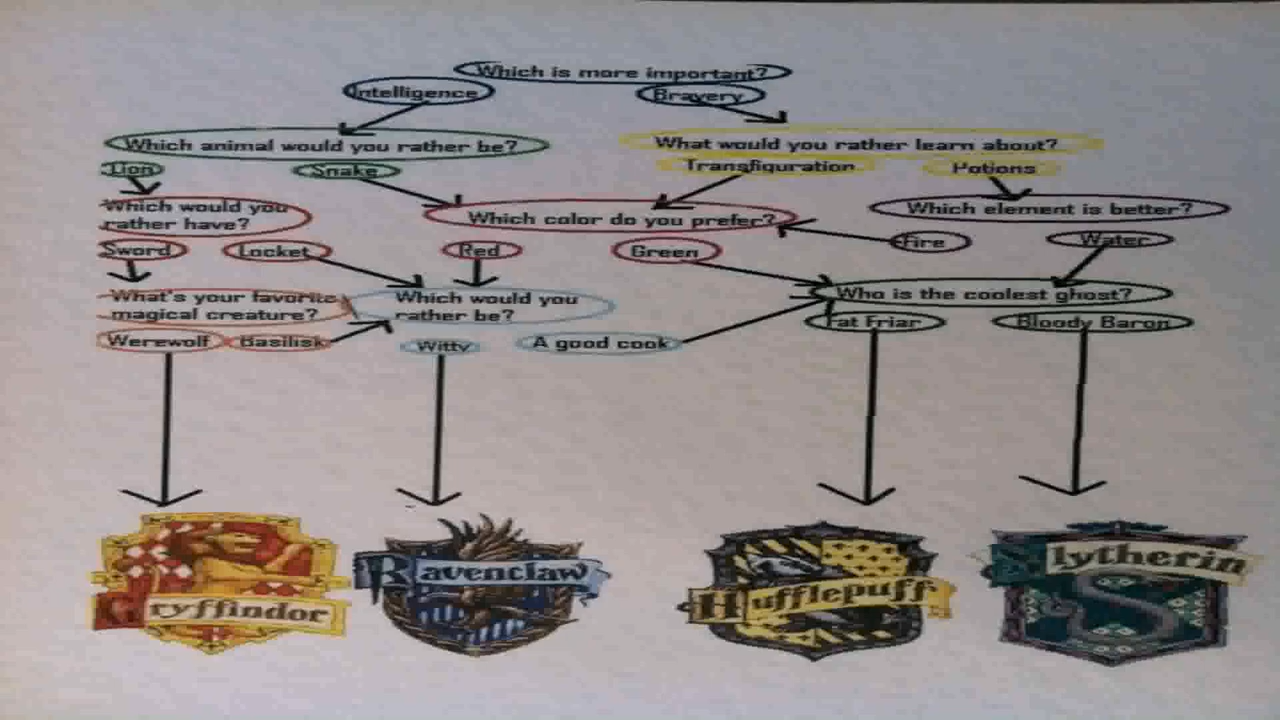 Which is more important?
Intelligence Bravery
Which animal would you rather be? What would you rather learn about?
Lion Snake Transfiguration Potions
Which would you
rather have?
Which color do you prefer? Which element is better?
Sword Locket Red Green Fire Water
What's your favorite
magical creature?
Which would you
rather be?
Who is the coolest ghost?
Werewolf Basilisk Witty A good cook Fat Friar Bloody Baron
Gryffindor Ravenclaw Hufflepuff Slytherin